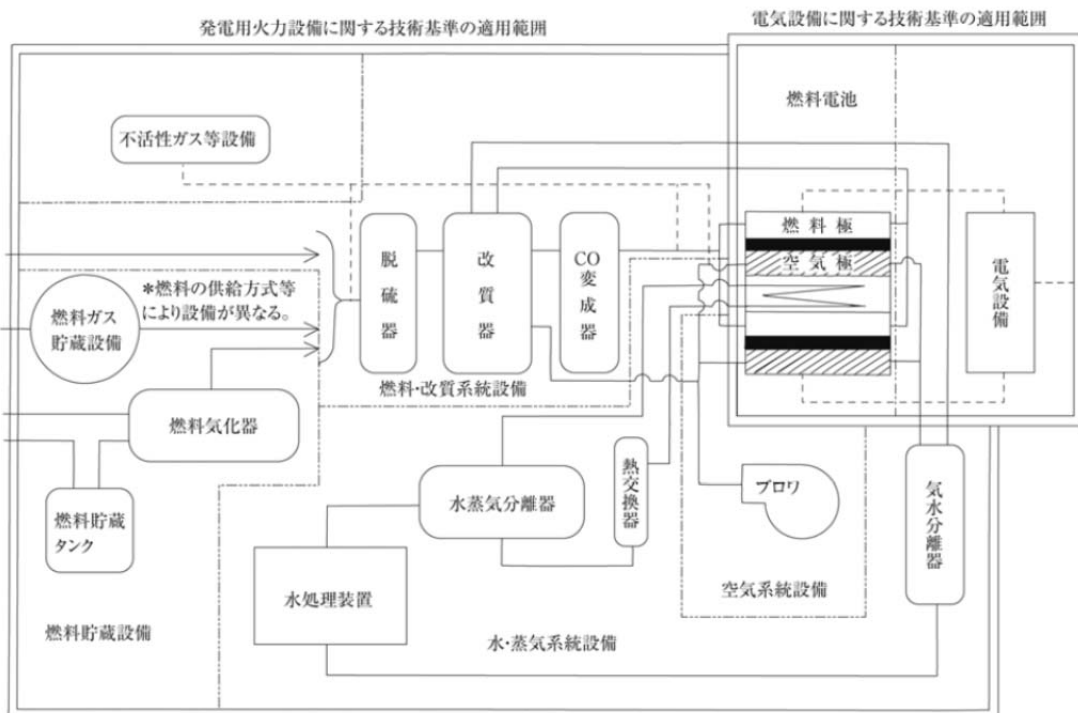 発電用火力設備に関する技術基準の適用範囲
電気設備に関する技術基準の適用範囲
不活性ガス等設備
燃料電池
脱硫器
改質器
CO変成器
燃料極
空気極
電気設備
*燃料の供給方式等
により設備が異なる。
燃料ガス
貯蔵設備
燃料・改質系統設備
燃料気化器
熱交換器
水蒸気分離器
ブロワ
気水分離器
燃料貯蔵
タンク
水処理装置
空気系統設備
燃料貯蔵設備
水・蒸気系統設備